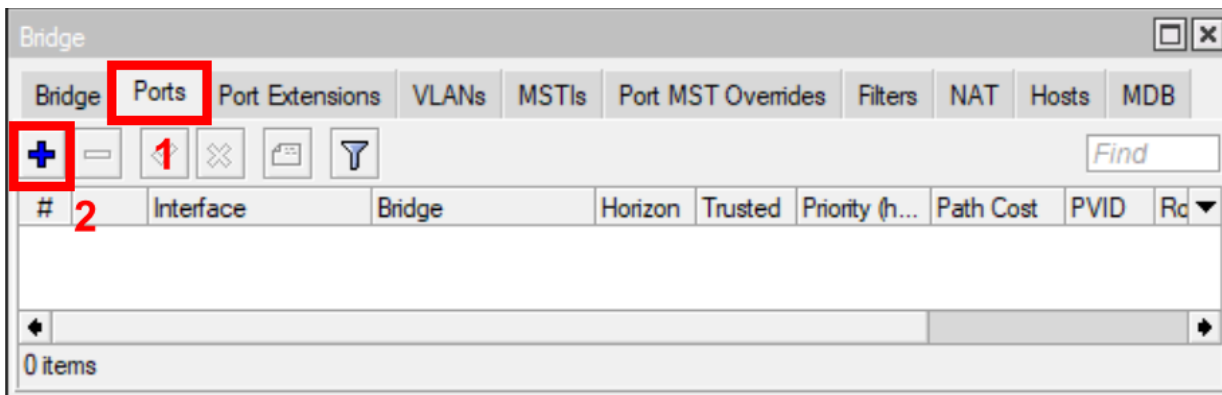 Bridge
Bridge Ports Port Extensions VLANs MSTIs Port MST Overrides Filters NAT Hosts MDB
1 Find
# 2 Interface Bridge Horizon Trusted Priority (h... Path Cost PVID Ro
0 items